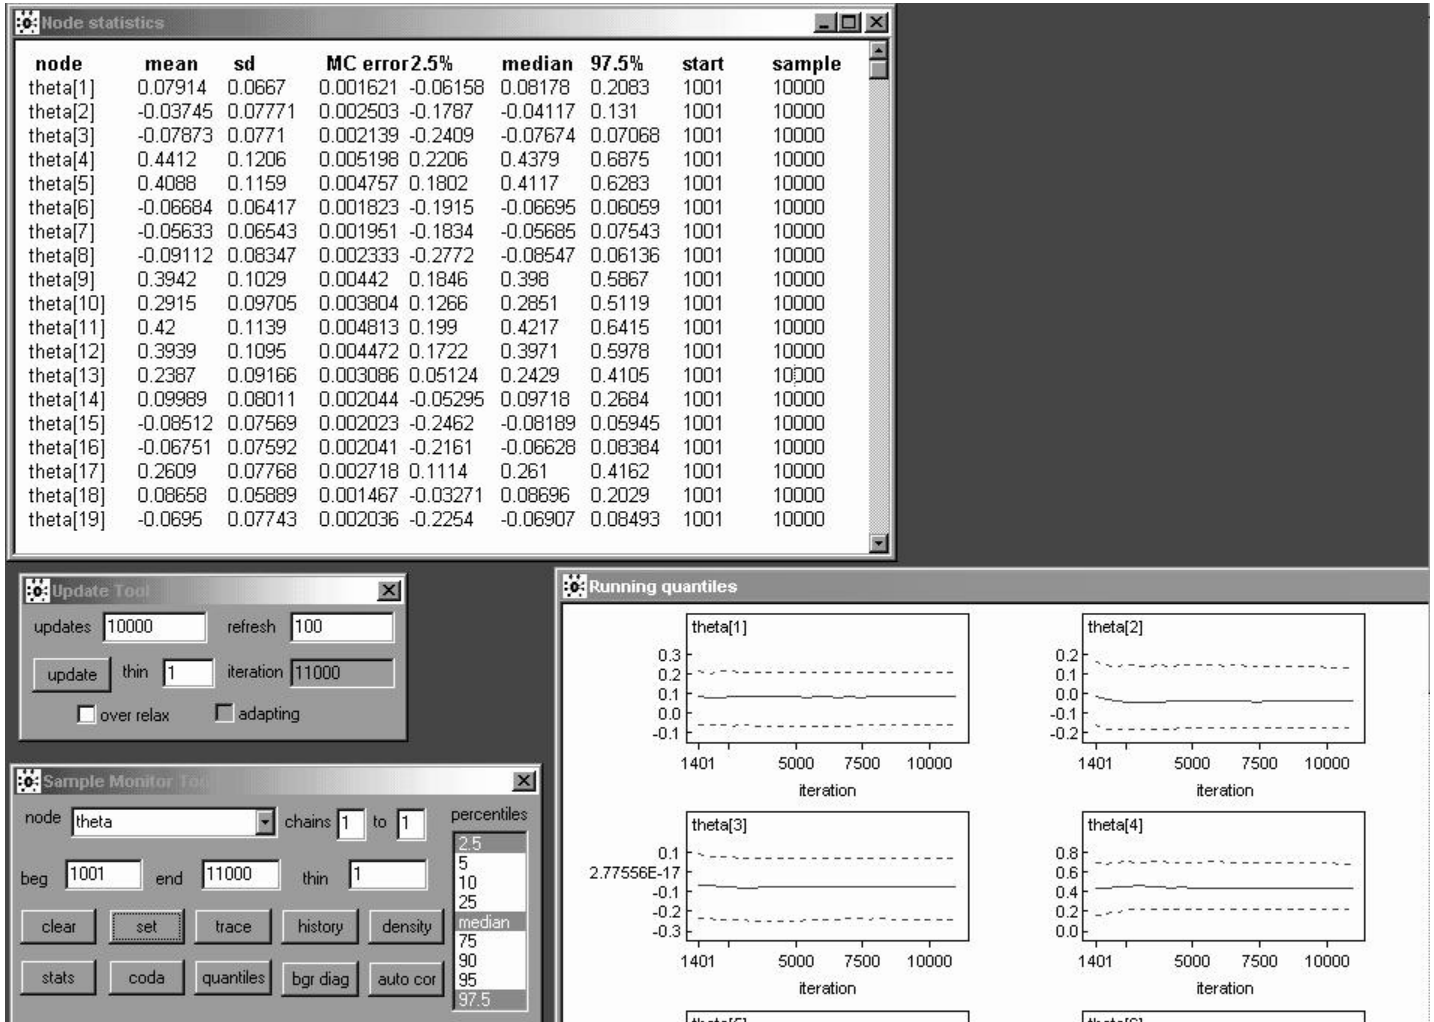 Node statistics
node mean sd MC error 2.5% median 97.5% start sample
theta[1] 0.07914 0.0667 0.001621 -0.06158 0.08178 0.2083 1001 10000
theta[2] -0.03745 0.07771 0.002503 -0.1787 -0.04117 0.131 1001 10000
theta[3] -0.07873 0.0771 0.002139 -0.2409 -0.07674 0.07068 1001 10000
theta[4] 0.4412 0.1206 0.005198 0.2206 0.4379 0.6875 1001 10000
theta[5] 0.4088 0.1159 0.004757 0.1802 0.4117 0.6283 1001 10000
theta[6] -0.06684 0.06417 0.001823 -0.1915 -0.06695 0.06059 1001 10000
theta[7] -0.05633 0.06543 0.001951 -0.1834 -0.05685 0.07543 1001 10000
theta[8] -0.09112 0.08347 0.002333 -0.2772 -0.08547 0.06136 1001 10000
theta[9] 0.3942 0.1029 0.00442 0.1846 0.398 0.5867 1001 10000
theta[10] 0.2915 0.09705 0.003804 0.1266 0.2851 0.5119 1001 10000
theta[11] 0.42 0.1139 0.004813 0.199 0.4217 0.6415 1001 10000
theta[12] 0.3939 0.1095 0.004472 0.1722 0.3971 0.5978 1001 10000
theta[13] 0.2387 0.09166 0.003086 0.05124 0.2429 0.4105 1001 10000
theta[14] 0.09989 0.08011 0.002044 -0.05295 0.09718 0.2684 1001 10000
theta[15] -0.08512 0.07569 0.002023 -0.2462 -0.08189 0.05945 1001 10000
theta[16] -0.06751 0.07592 0.002041 -0.2161 -0.06628 0.08384 1001 10000
theta[17] 0.2609 0.07768 0.002718 0.1114 0.261 0.4162 1001 10000
theta[18] 0.08658 0.05889 0.001467 -0.03271 0.08696 0.2029 1001 10000
theta[19] -0.0695 0.07743 0.002036 -0.2254 -0.06907 0.08493 1001 10000
Update Tool
updates 10000 refresh 100
update thin 1 iteration 11000
over relax adapting
Sample Monitor Tool
node theta chains 1 to 1 percentiles
beg 1001 end 11000 thin 1
2.5
5
10
25
median
75
90
95
97.5
clear set trace history density
stats coda quantiles bgr diag auto cor
Running quantiles
theta[1]
0.3
0.2
0.1
0.0
-0.1
1401 5000 7500 10000
iteration
theta[2]
0.2
0.1
0.0
-0.1
-0.2
1401 5000 7500 10000
iteration
theta[3]
0.1
2.77556E-17
-0.1
-0.2
-0.3
1401 5000 7500 10000
iteration
theta[4]
0.8
0.6
0.4
0.2
0.0
1401 5000 7500 10000
iteration
theta[5]
theta[6]